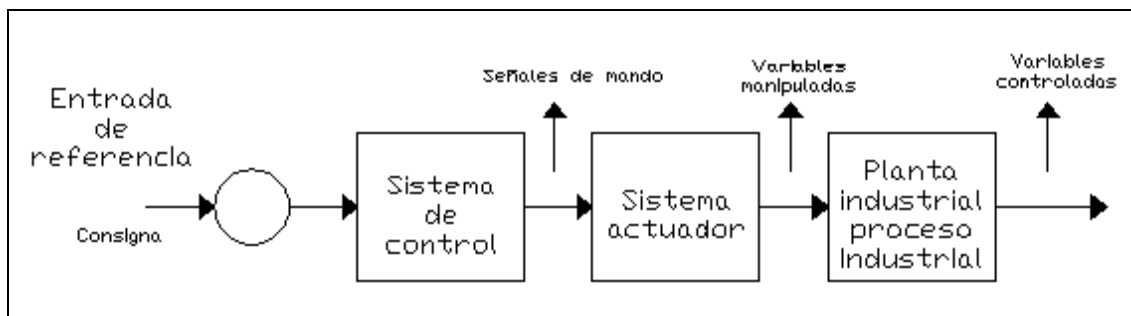 Entrada
de
referencia
Consigna
Sistema
de
control
Señales de mando
Sistema
actuador
Variables
manipuladas
Planta
industrial
proceso
industrial
Variables
controladas